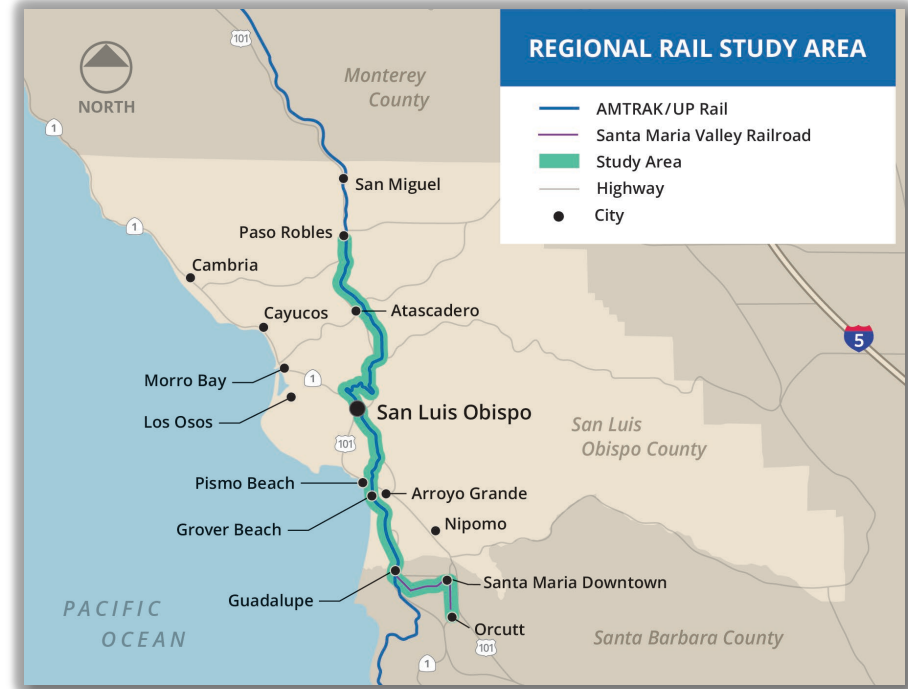 REGIONAL RAIL STUDY AREA
AMTRAK/UP Rail
Santa Maria Valley Railroad
Study Area
Highway
City
NORTH
101
Monterey
County
1
San Miguel
1
Paso Robles
Cambria
Cayucos
Atascadero
5
Morro Bay
1
San Luis Obispo
Los Osos
San Luis
Obispo County
101
Pismo Beach
Arroyo Grande
Grover Beach
Nipomo
Santa Maria Downtown
Guadalupe
PACIFIC
OCEAN
Orcutt
Santa Barbara County
101
1